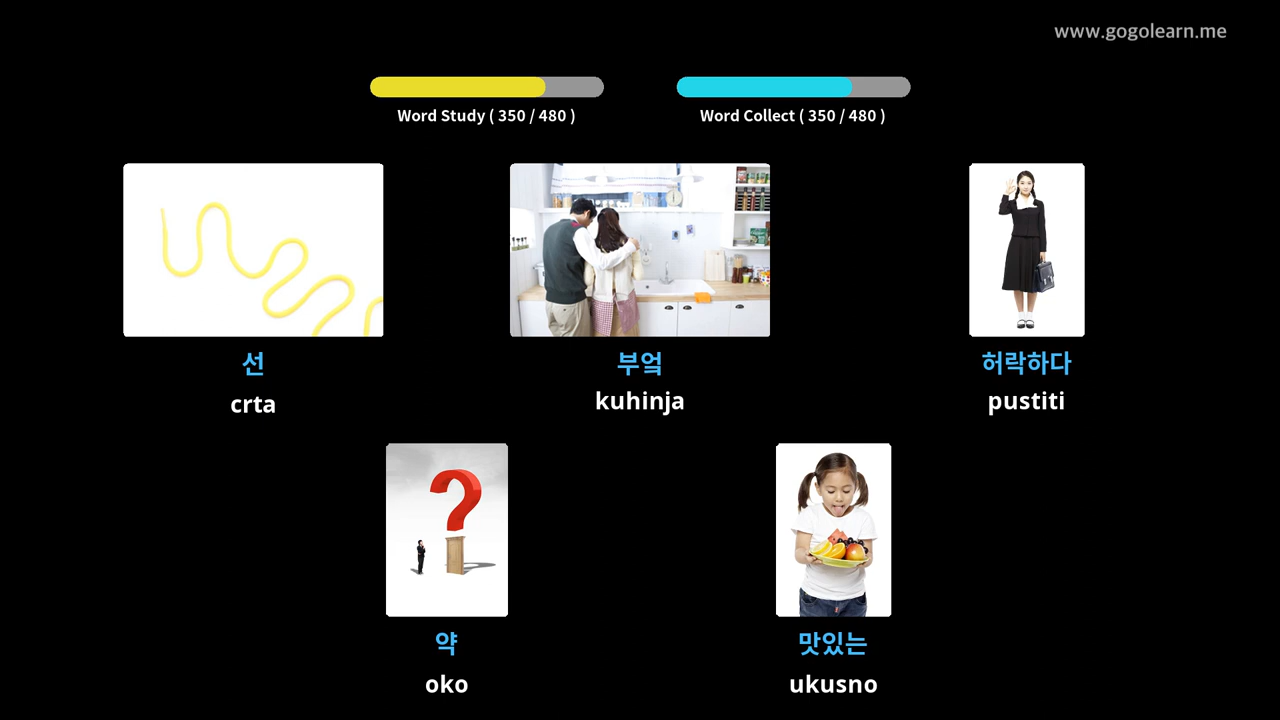 www.gogolearn.me
Word Study ( 350 / 480 )
Word Collect ( 350 / 480 )
선
부엌
허락하다
crta
kuhinja
pustiti
약
맛있는
oko
ukusno